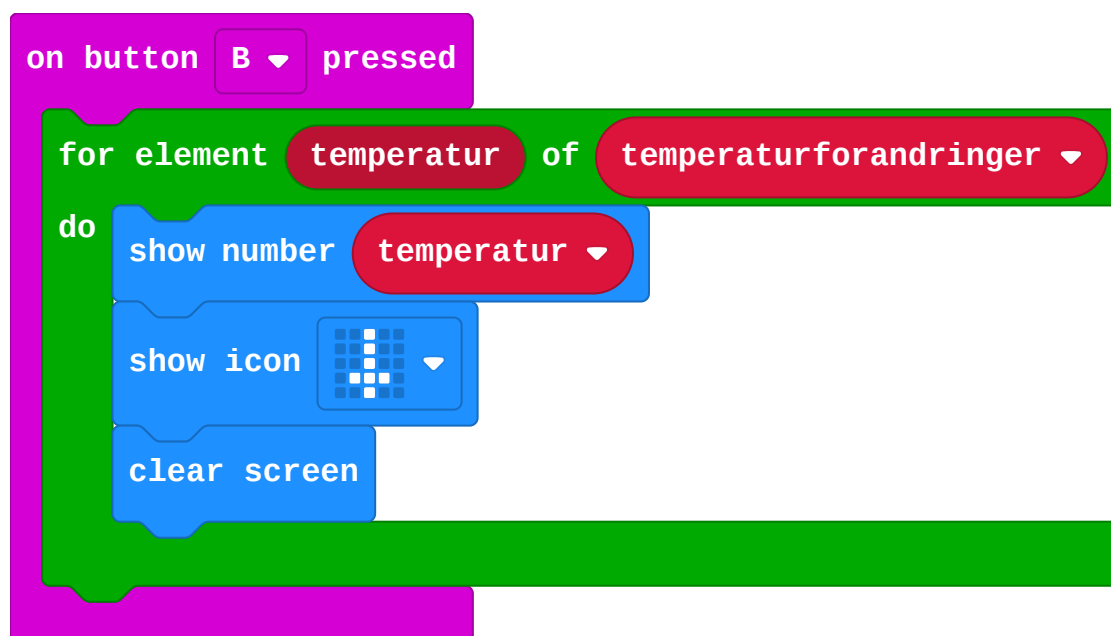 on button B pressed
for element temperatur of temperaturforandringer
do
show number temperatur
show icon
clear screen